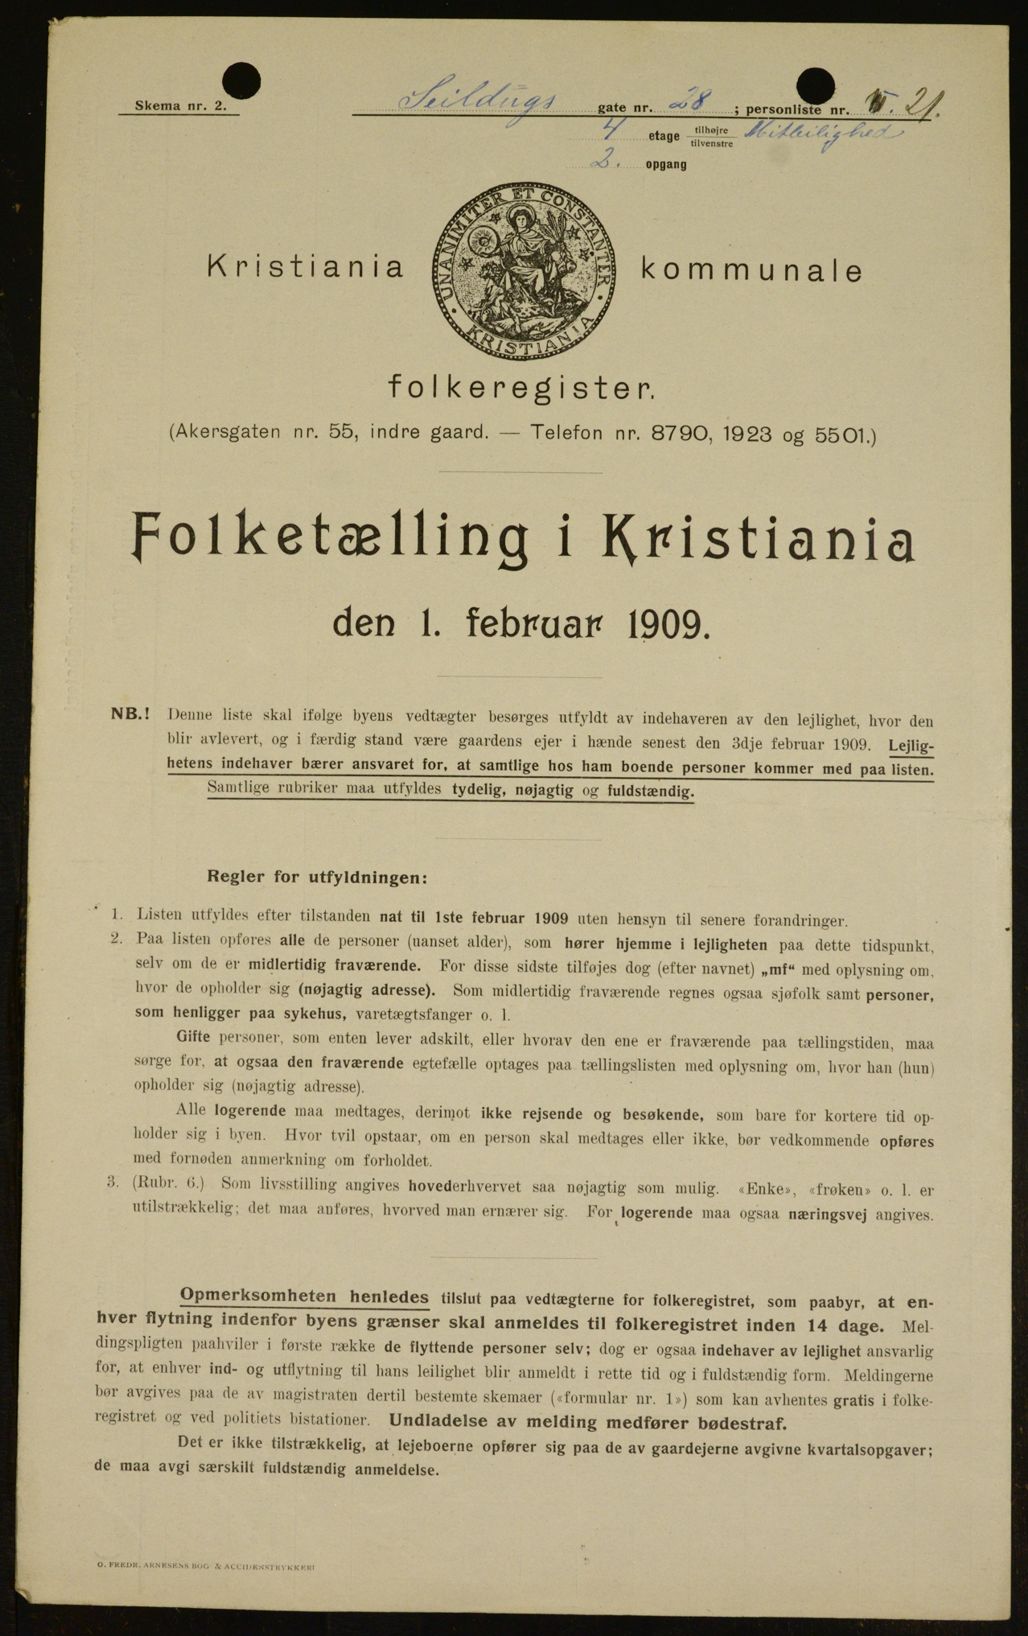 Skema nr. 2. Seildugs gate nr. 28 ; personliste nr. 21.
4 etage tilhøjre tilvenstre Mitleilighed
2. opgang
UNANIMITER ET CONSTANTER
KRISTIANIA
Kristiania kommunale
folkeregister.
(Akersgaten nr. 55, indre gaard. — Telefon nr. 8790, 1923 og 5501.)
Folketælling i Kristiania
den 1. februar 1909.
NB.! Denne liste skal ifølge byens vedtægter besørges utfyldt av indehaveren av den lejlighet, hvor den
blir avlevert, og i færdig stand være gaardens ejer i hænde senest den 3dje februar 1909. Lejlig-
hetens indehaver bærer ansvaret for, at samtlige hos ham boende personer kommer med paa listen.
Samtlige rubriker maa utfyldes tydelig, nøjagtig og fuldstændig.
Regler for utfyldningen:
1. Listen utfyldes efter tilstanden nat til 1ste februar 1909 uten hensyn til senere forandringer.
2. Paa listen opføres alle de personer (uanset alder), som hører hjemme i lejligheten paa dette tidspunkt,
selv om de er midlertidig fraværende. For disse sidste tilføjes dog (efter navnet) „mf“ med oplysning om,
hvor de opholder sig (nøjagtig adresse). Som midlertidig fraværende regnes ogsaa sjøfolk samt personer,
som henligger paa sykehus, varetægtsfanger o. l.
Gifte personer, som enten lever adskilt, eller hvorav den ene er fraværende paa tællingstiden, maa
sørge for, at ogsaa den fraværende egtefælle optages paa tællingslisten med oplysning om, hvor han (hun)
opholder sig (nøjagtig adresse).
Alle logerende maa medtages, derimot ikke rejsende og besøkende, som bare for kortere tid op-
holder sig i byen. Hvor tvil opstaar, om en person skal medtages eller ikke, bør vedkommende opføres
med fornøden anmerkning om forholdet.
3. (Rubr. 6.) Som livsstilling angives hovederhvervet saa nøjagtig som mulig. «Enke», «frøken» o. l. er
utilstrækkelig; det maa anføres, hvorved man ernærer sig. For logerende maa ogsaa næringsvej angives.
Opmerksomheten henledes tilslut paa vedtægterne for folkeregistret, som paabyr, at en-
hver flytning indenfor byens grænser skal anmeldes til folkeregistret inden 14 dage. Mel-
dingspligten paahviler i første række de flyttende personer selv; dog er ogsaa indehaver av lejlighet ansvarlig
for, at enhver ind- og utflytning til hans leilighet blir anmeldt i rette tid og i fuldstændig form. Meldingerne
bør avgives paa de av magistraten dertil bestemte skemaer («formular nr. 1») som kan avhentes gratis i folke-
registret og ved politiets bistationer. Undladelse av melding medfører bødestraf.
Det er ikke tilstrækkelig, at lejeboerne opfører sig paa de av gaardejerne avgivne kvartalsopgaver;
de maa avgi særskilt fuldstændig anmeldelse.
O. FREDR. ARNESENS BOG & ACCIDENSTRYKKERI